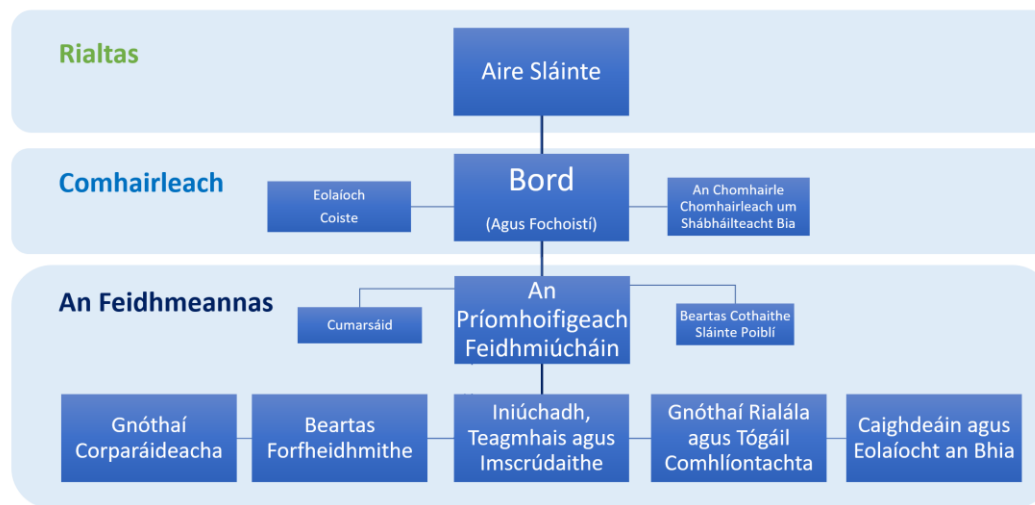 Rialtas
Aire Sláinte
Comhairleach
Eolaíoch
Coiste
Bord
(Agus Fochoistí)
An Chomhairle
Chomhairleach um
Shábháilteacht Bia
An Feidhmeannas
Cumarsáid
An
Príomhoifigeach
Feidhmiúcháin
Beartas Cothaithe
Sláinte Poiblí
Gnóthaí
Corparáideacha
Beartas
Forfheidhmithe
Iniúchadh,
Teagmhais agus
Imscrúdaithe
Gnóthaí Rialála
agus Tógáil
Comhlíontachta
Caighdeáin agus
Eolaíocht an Bhia